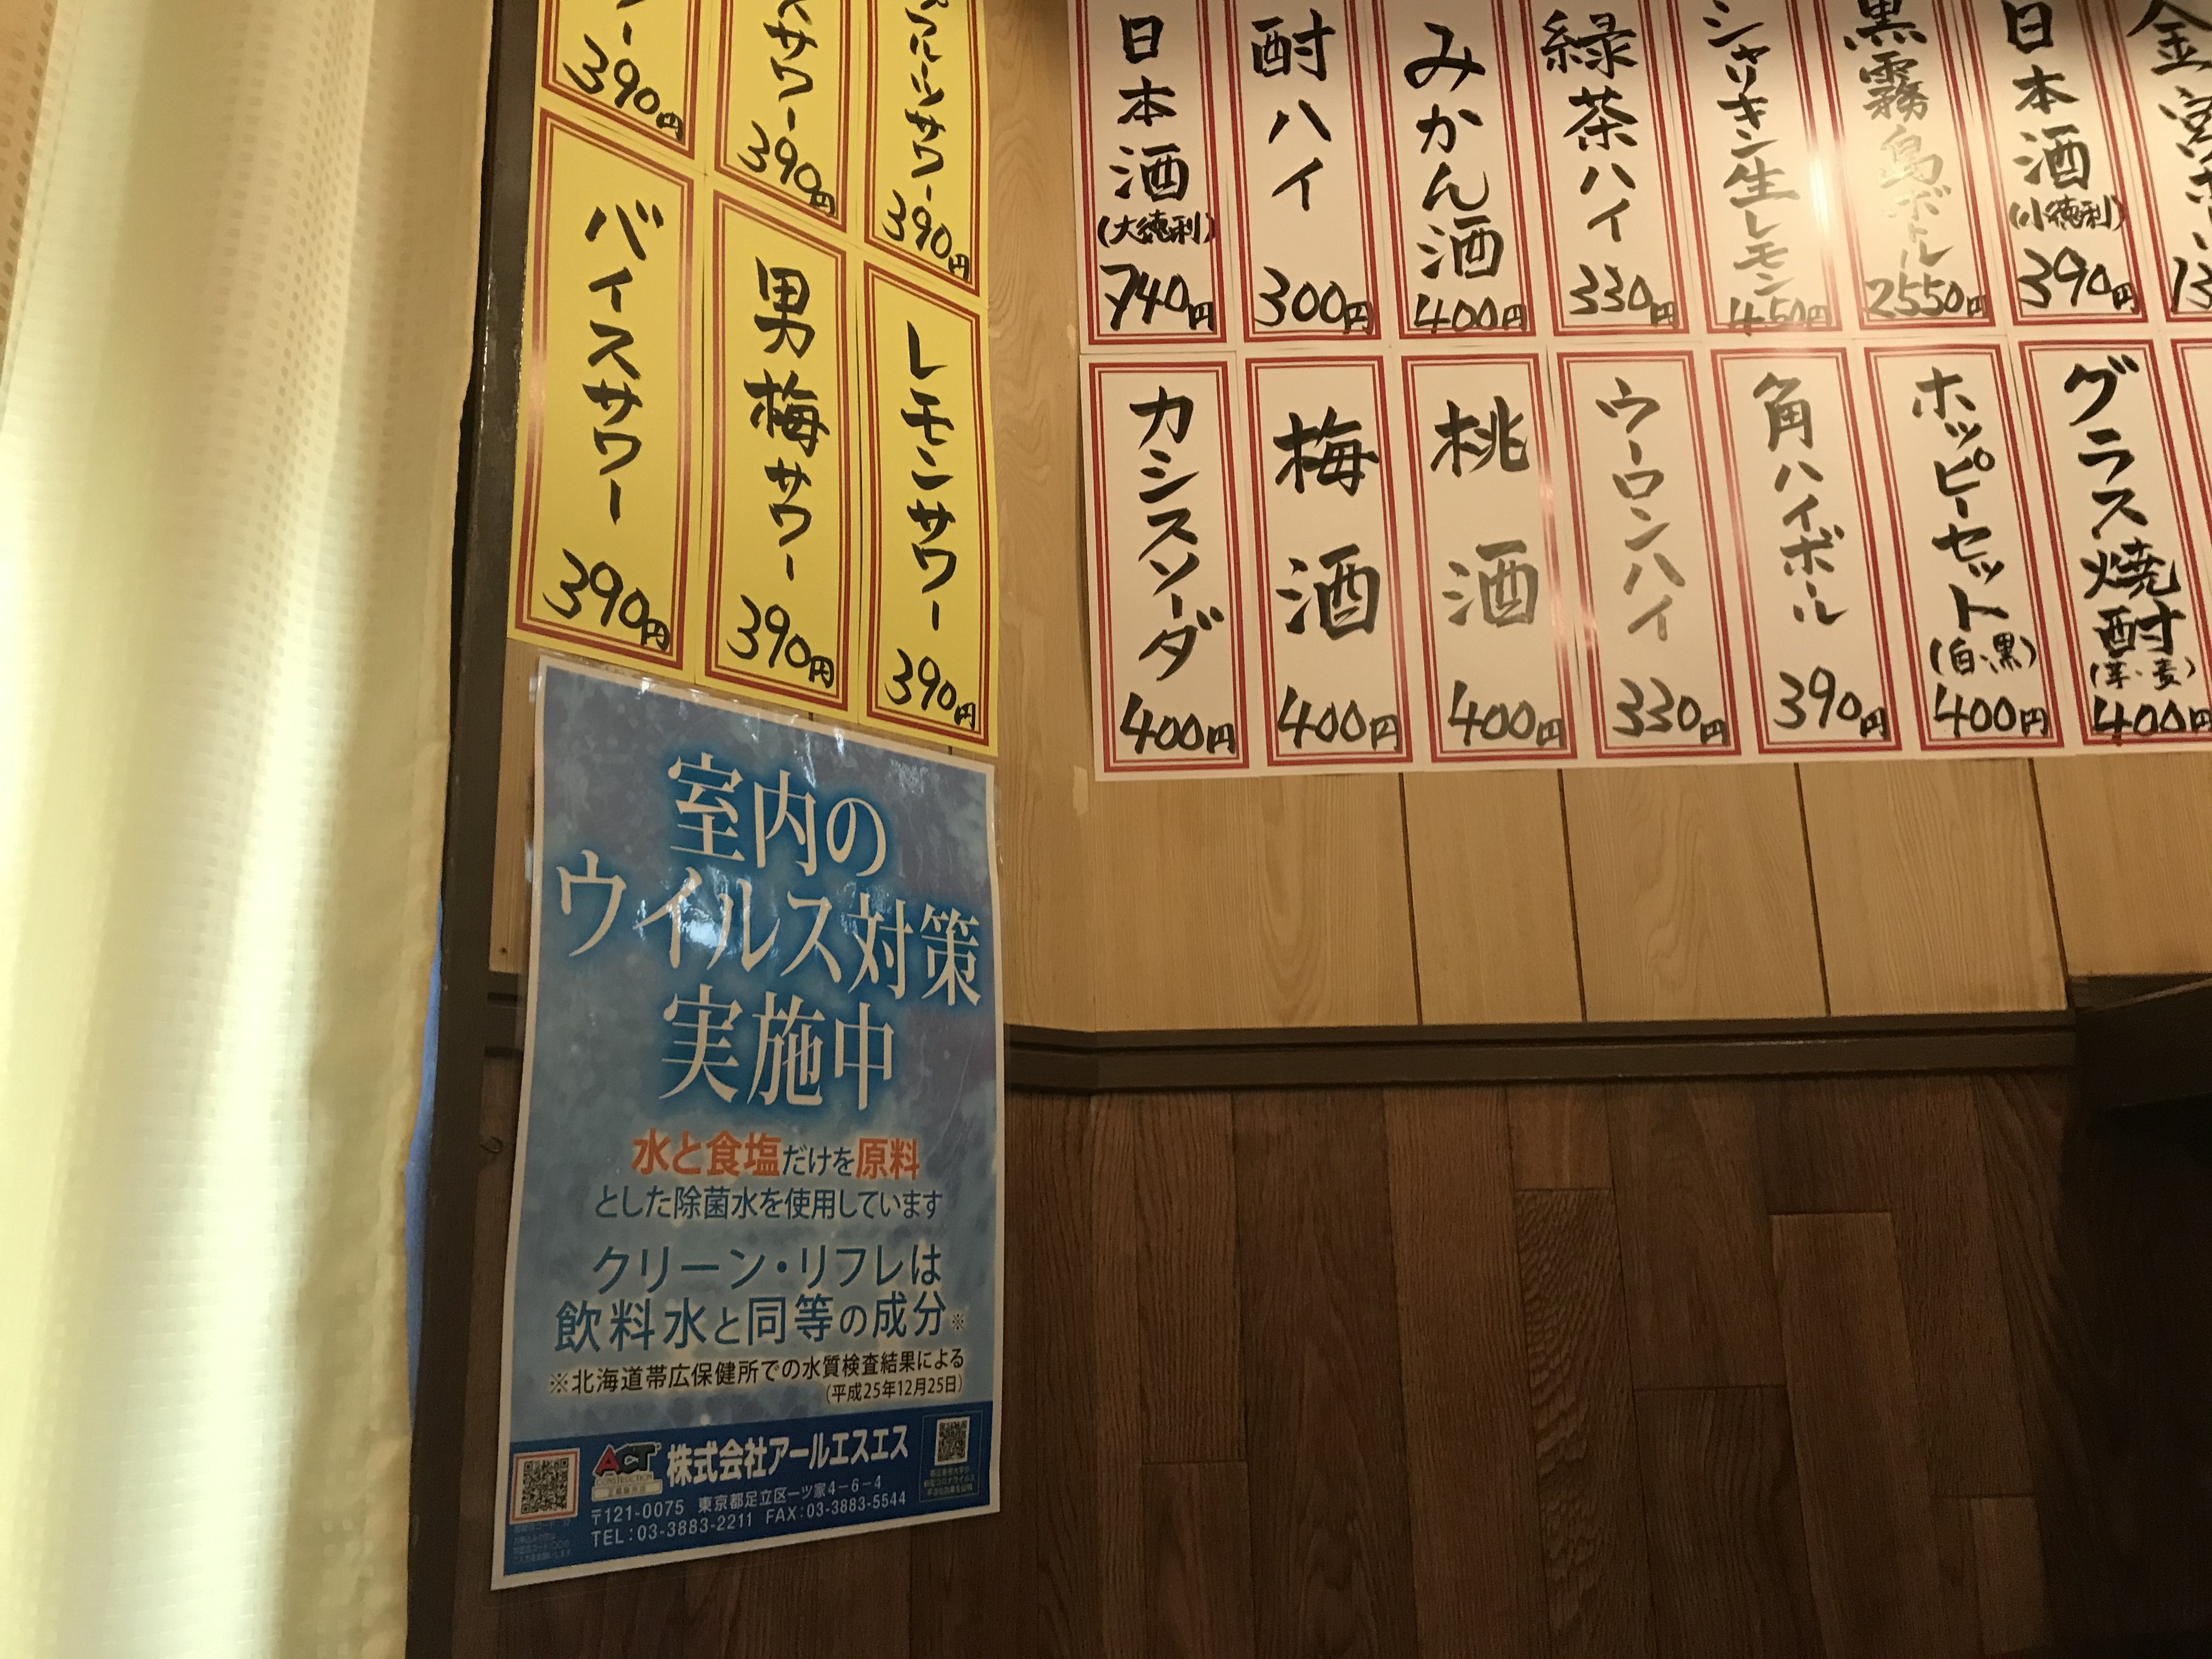 390円
サワー
390円
サワー
390円
バイスサワー
390円
男梅サワー
390円
レモンサワー
390円
日本酒
(大徳利)
740円
酎ハイ
300円
みかん酒
400円
緑茶ハイ
330円
シャリキン生レモン
450円
黒霧島ボトル
2550円
日本酒
(小徳利)
390円
金宮
カシスソーダ
400円
梅酒
400円
桃酒
400円
ウーロンハイ
330円
角ハイボール
390円
ホッピーセット
(白・黒)
400円
グラス焼酎
(芋・麦)
400円
室内の
ウイルス対策
実施中
水と食塩だけを原料
とした除菌水を使用しています
クリーン・リフレは
飲料水と同等の成分※
※北海道帯広保健所での水質検査結果による
(平成25年12月25日)
ACT
CONSTRUCTION
株式会社アールエスエス
〒121-0075 東京都足立区一ツ家4-6-4
TEL:03-3883-2211 FAX:03-3883-5544